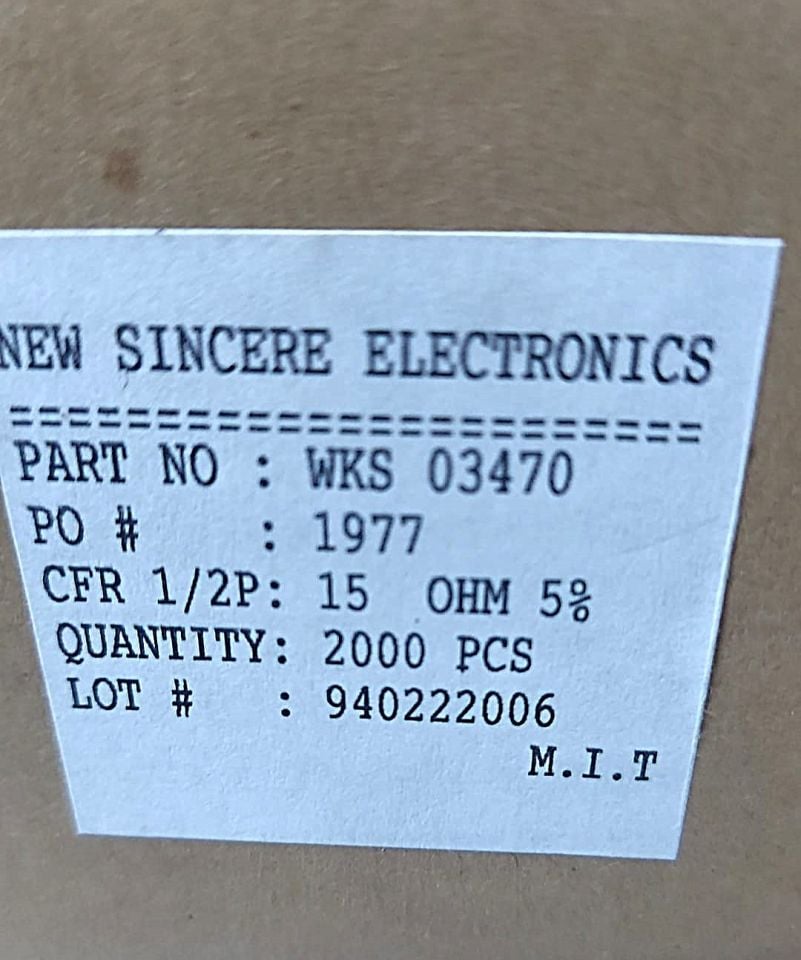 NEW SINCERE ELECTRONICS
========================
PART NO : WKS 03470
PO # : 1977
CFR 1/2P: 15 OHM 5%
QUANTITY: 2000 PCS
LOT # : 940222006
M.I.T